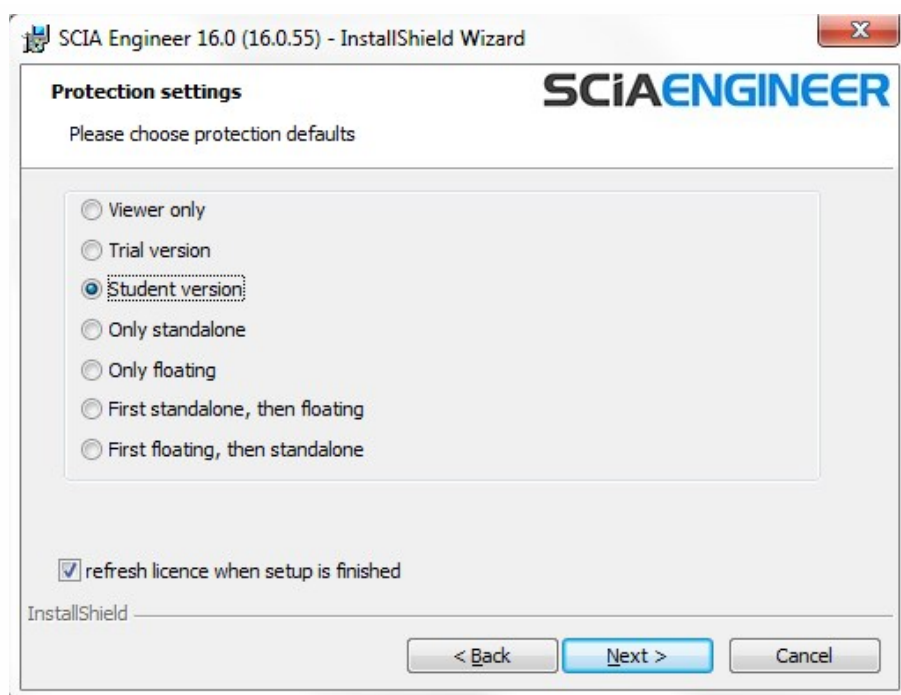 SCIA Engineer 16.0 (16.0.55) - InstallShield Wizard
Protection settings
SCiAENGINEER
Please choose protection defaults
Viewer only
Trial version
Student version
Only standalone
Only floating
First standalone, then floating
First floating, then standalone
refresh licence when setup is finished
InstallShield
< Back
Next >
Cancel